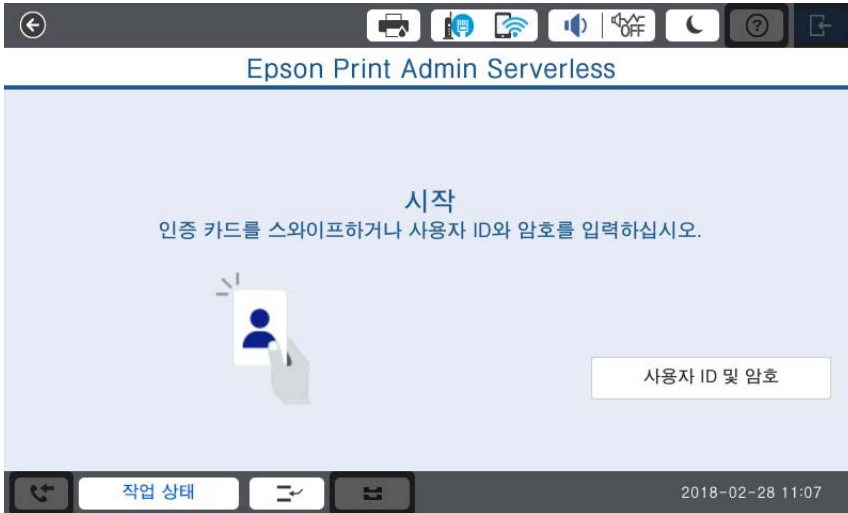 OFF
Epson Print Admin Serverless
시작
인증 카드를 스와이프하거나 사용자 ID와 암호를 입력하십시오.
사용자 ID 및 암호
작업 상태
2018-02-28 11:07